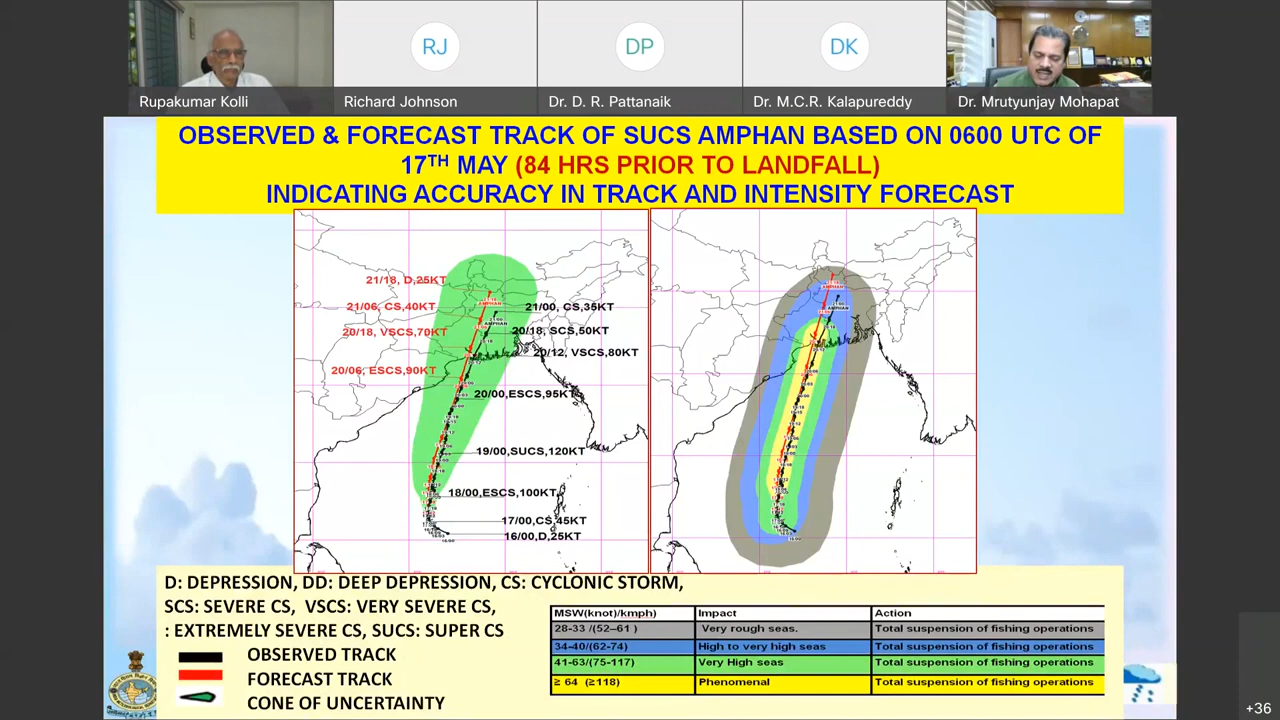 RJ
DP
DK
Rupakumar Kolli
Richard Johnson
Dr. D. R. Pattanaik
Dr. M.C.R. Kalapureddy
Dr. Mrutyunjay Mohapat
OBSERVED & FORECAST TRACK OF SUCS AMPHAN BASED ON 0600 UTC OF
17TH MAY (84 HRS PRIOR TO LANDFALL)
INDICATING ACCURACY IN TRACK AND INTENSITY FORECAST
21/18, D,25KT
21/06, CS,40KT
20/18, VSCS,70KT
20/06, ESCS,90KT
21/00, CS,35KT
20/18, SCS,50KT
20/12, VSCS,80KT
20/00,ESCS,95KT
19/00,SUCS,120KT
18/00,ESCS,100KT
17/00,CS,45KT
16/00,D,25KT
AMPHAN
AMPHAN
AMPHAN
AMPHAN
D: DEPRESSION, DD: DEEP DEPRESSION, CS: CYCLONIC STORM,
SCS: SEVERE CS, VSCS: VERY SEVERE CS,
: EXTREMELY SEVERE CS, SUCS: SUPER CS
OBSERVED TRACK
FORECAST TRACK
CONE OF UNCERTAINTY
MSW(knot)/kmph) Impact Action
28-33 /(52–61 ) Very rough seas. Total suspension of fishing operations
34-40/(62-74) High to very high seas Total suspension of fishing operations
41-63/(75-117) Very High seas Total suspension of fishing operations
≥ 64 (≥118) Phenomenal Total suspension of fishing operations
+36